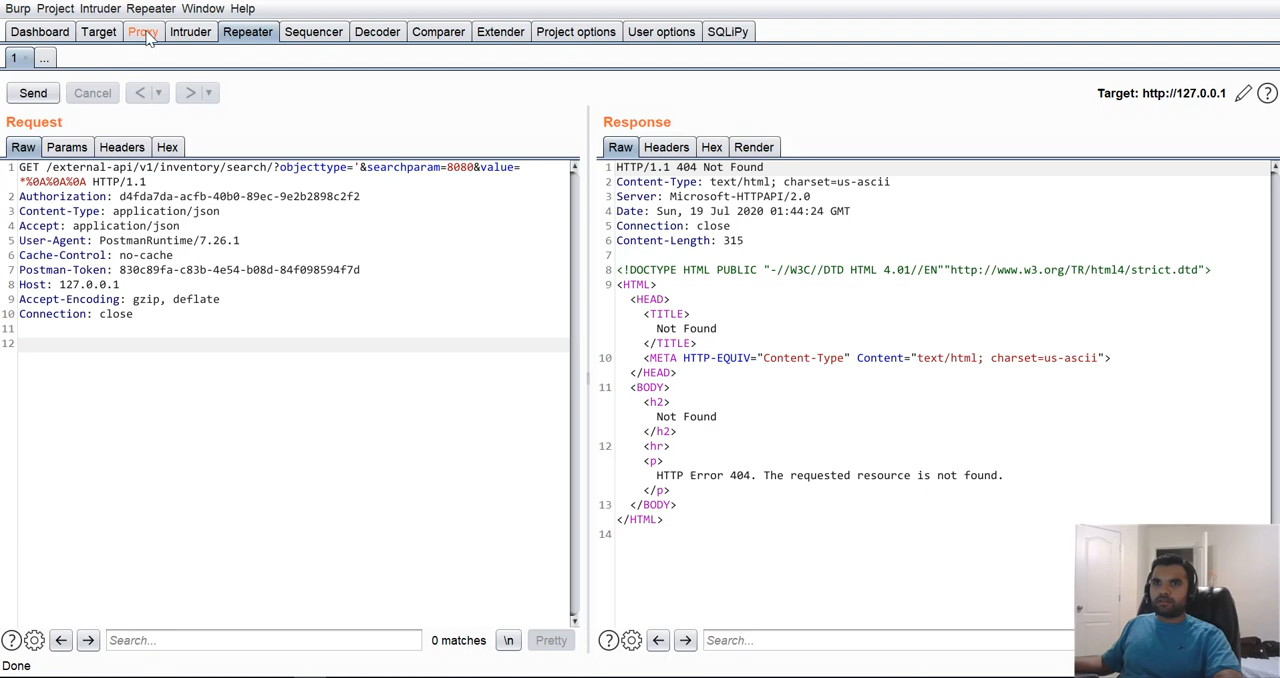 Burp Project Intruder Repeater Window Help
Dashboard Target Proxy Intruder Repeater Sequencer Decoder Comparer Extender Project options User options SQLiPy
1 ...
Send Cancel < > Target: http://127.0.0.1 ?
Request
Raw Params Headers Hex
1 GET /external-api/v1/inventory/search/?objecttype='&searchparam=8080&value=
*%0A%0A%0A HTTP/1.1
2 Authorization: d4fda7da-acfb-40b0-89ec-9e2b2898c2f2
3 Content-Type: application/json
4 Accept: application/json
5 User-Agent: PostmanRuntime/7.26.1
6 Cache-Control: no-cache
7 Postman-Token: 830c89fa-c83b-4e54-b08d-84f098594f7d
8 Host: 127.0.0.1
9 Accept-Encoding: gzip, deflate
10 Connection: close
11
12
? Search... 0 matches \n Pretty
Response
Raw Headers Hex Render
1 HTTP/1.1 404 Not Found
2 Content-Type: text/html; charset=us-ascii
3 Server: Microsoft-HTTPAPI/2.0
4 Date: Sun, 19 Jul 2020 01:44:24 GMT
5 Connection: close
6 Content-Length: 315
7
8 <!DOCTYPE HTML PUBLIC "-//W3C//DTD HTML 4.01//EN""http://www.w3.org/TR/html4/strict.dtd">
9 <HTML>
<HEAD>
<TITLE>
Not Found
</TITLE>
10 <META HTTP-EQUIV="Content-Type" Content="text/html; charset=us-ascii">
</HEAD>
11 <BODY>
<h2>
Not Found
</h2>
12 <hr>
<p>
HTTP Error 404. The requested resource is not found.
</p>
13 </BODY>
</HTML>
14
? Search...
Done